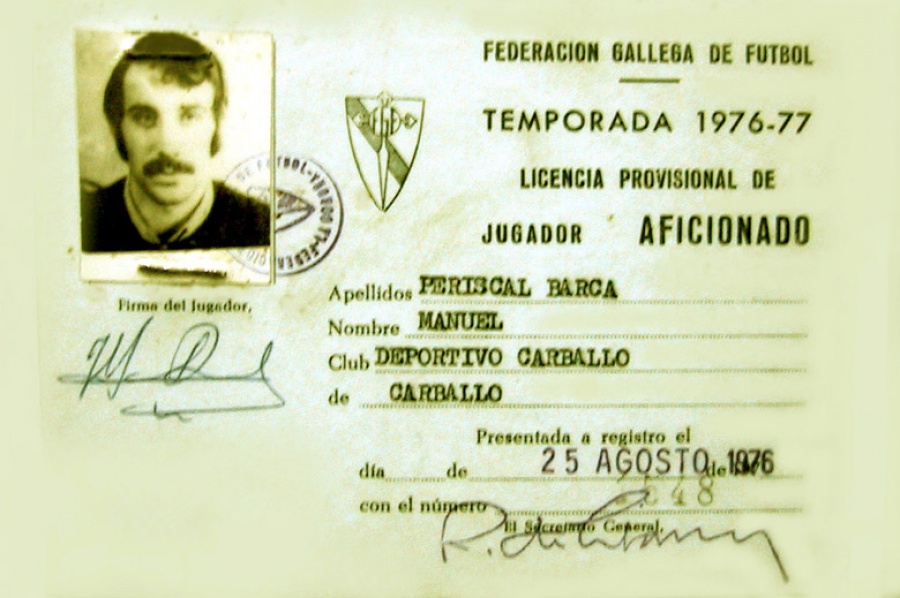 FEDERACION GALLEGA DE FUTBOL
TEMPORADA 1976-77
LICENCIA PROVISIONAL DE
JUGADOR AFICIONADO
Firma del jugador,
Apellidos PERISCAL BARCA
Nombre MANUEL
Club DEPORTIVO CARBALLO
de CARBALLO
Presentada a registro el
día de 25 AGOSTO de 1976
con el número
El Secretario General,